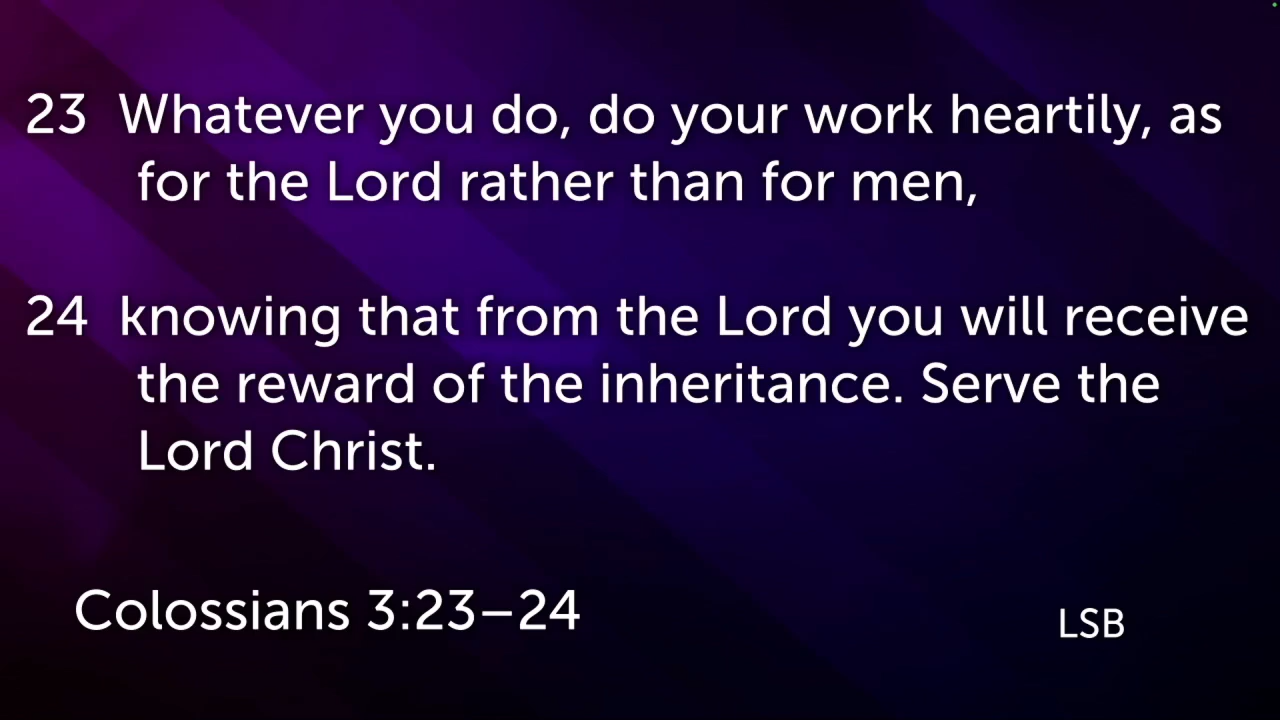 23 Whatever you do, do your work heartily, as
for the Lord rather than for men,
24 knowing that from the Lord you will receive
the reward of the inheritance. Serve the
Lord Christ.
Colossians 3:23–24
LSB